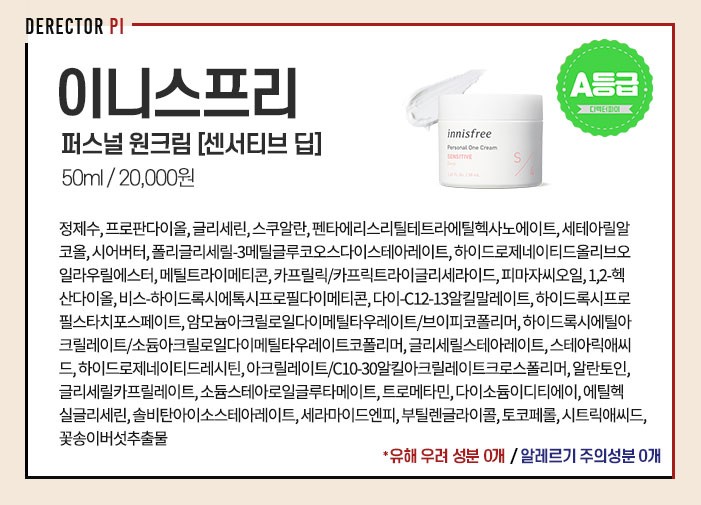 DERECTOR PI
이니스프리
퍼스널 원크림 [센서티브 딥]
50ml / 20,000원
A등급
디렉터파이
innisfree
Personal One Cream
SENSITIVE
S/
정제수, 프로판다이올, 글리세린, 스쿠알란, 펜타에리스리틸테트라에틸헥사노에이트, 세테아릴알
코올, 시어버터, 폴리글리세릴-3메틸글루코오스다이스테아레이트, 하이드로제네이티드올리브오
일라우릴에스터, 메틸트라이메티콘, 카프릴릭/카프릭트라이글리세라이드, 피마자씨오일, 1,2-헥
산다이올, 비스-하이드록시에톡시프로필다이메티콘, 다이-C12-13알킬말레이트, 하이드록시프로
필스타치포스페이트, 암모늄아크릴로일다이메틸타우레이트/브이피코폴리머, 하이드록시에틸아
크릴레이트/소듐아크릴로일다이메틸타우레이트코폴리머, 글리세릴스테아레이트, 스테아릭애씨
드, 하이드로제네이티드레시틴, 아크릴레이트/C10-30알킬아크릴레이트크로스폴리머, 알란토인,
글리세릴카프릴레이트, 소듐스테아로일글루타메이트, 트로메타민, 다이소듐이디티에이, 에틸헥
실글리세린, 솔비탄아이소스테아레이트, 세라마이드엔피, 부틸렌글라이콜, 토코페롤, 시트릭애씨드,
꽃송이버섯추출물
*유해 우려 성분 0개 / 알레르기 주의성분 0개